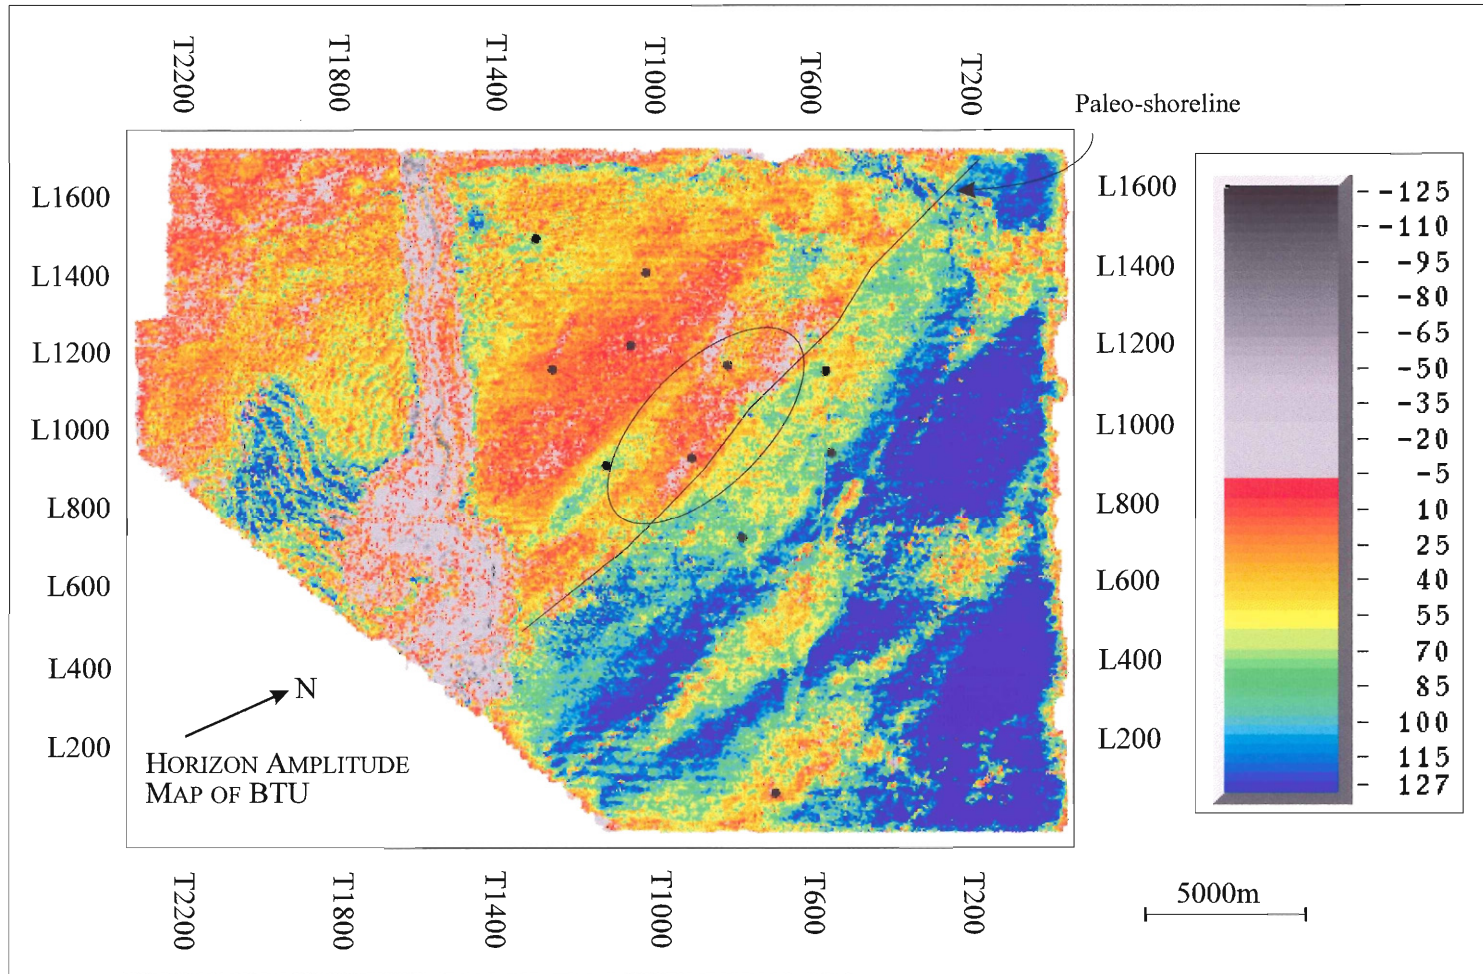 T2200
T1800
T1400
T1000
T600
T200
Paleo-shoreline
L1600
L1400
L1200
L1000
L800
L600
L400
L200
L1600
L1400
L1200
L1000
L800
L600
L400
L200
-125
-110
-95
-80
-65
-50
-35
-20
-5
10
25
40
55
70
85
100
115
127
N
HORIZON AMPLITUDE
MAP OF BTU
T2200
T1800
T1400
T1000
T600
T200
5000m